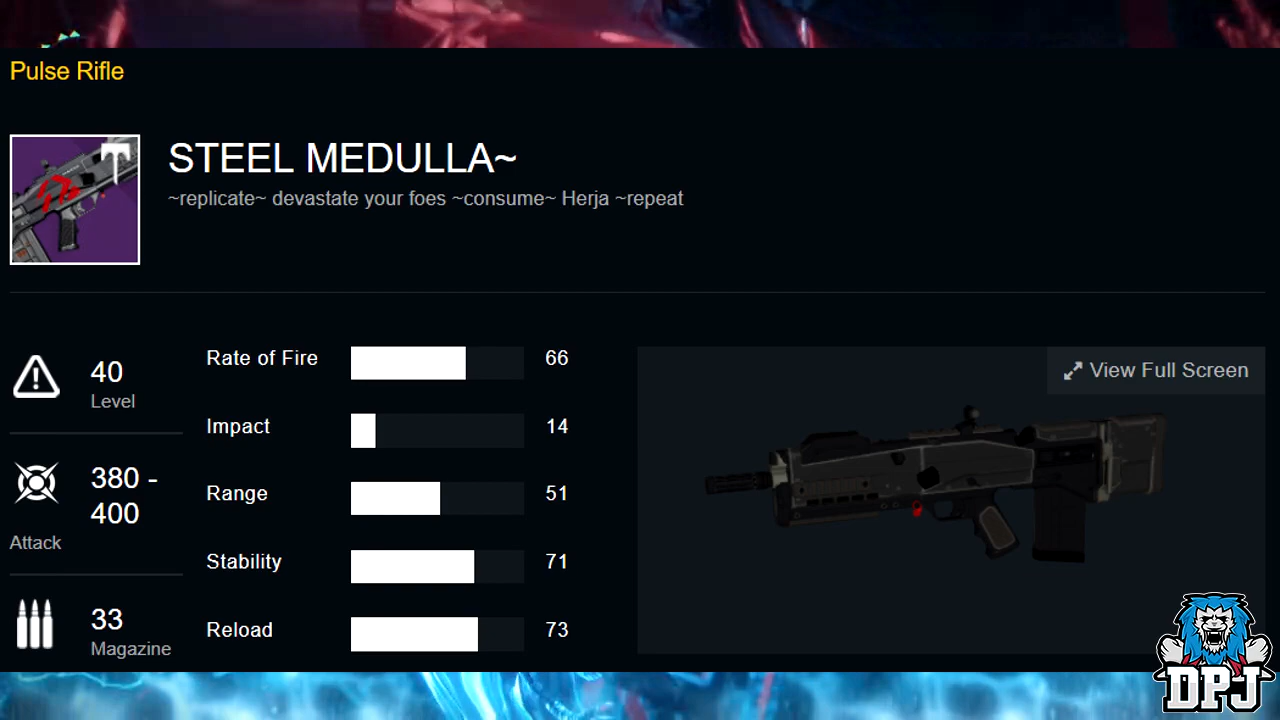 Pulse Rifle
STEEL MEDULLA~
~replicate~ devastate your foes ~consume~ Herja ~repeat
40
Level
380 -
400
Attack
33
Magazine
Rate of Fire 66
Impact 14
Range 51
Stability 71
Reload 73
View Full Screen
DPJ